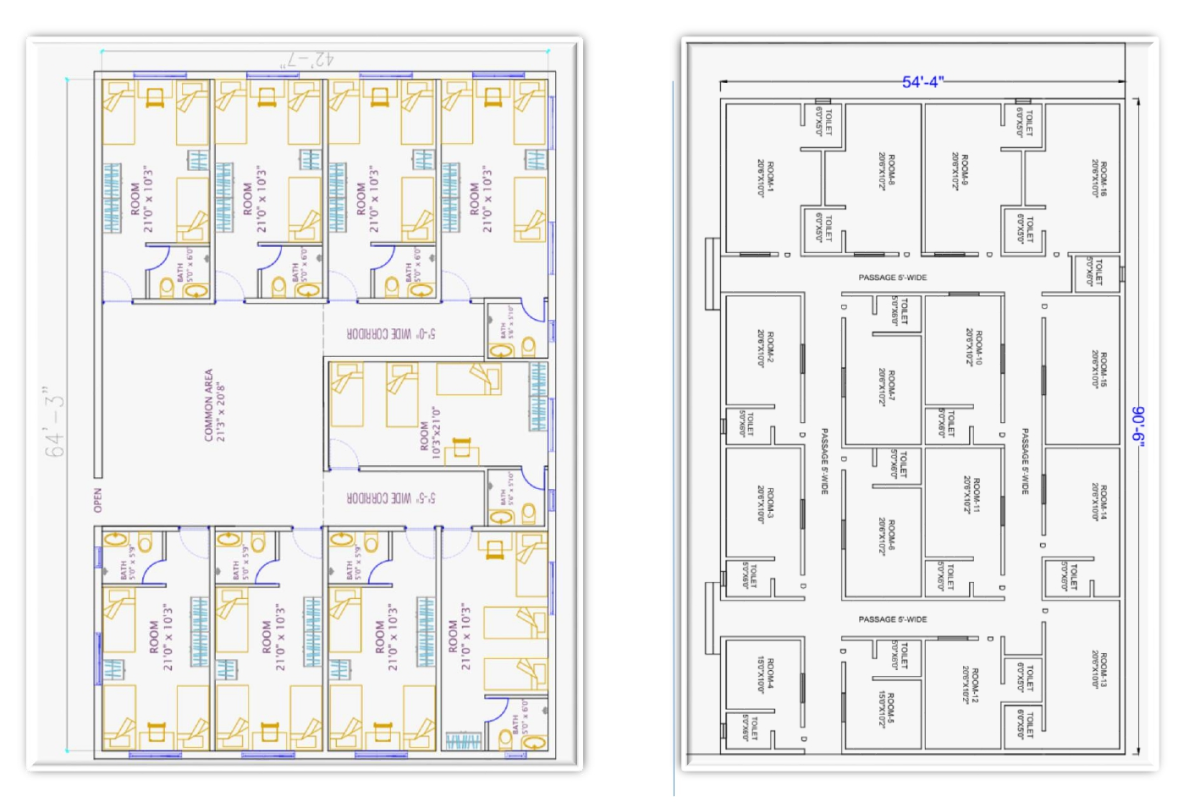 42'-7"
64'-3"
ROOM
21'0" x 10'3"
ROOM
21'0" x 10'3"
ROOM
21'0" x 10'3"
ROOM
21'0" x 10'3"
BATH
5'0" x 6'0"
BATH
5'0" x 6'0"
BATH
5'0" x 6'0"
BATH
5'6" x 5'10"
5'-0" WIDE CORRIDOR
COMMON AREA
21'3" x 20'8"
ROOM
10'3"x21'0"
5'-5" WIDE CORRIDOR
BATH
5'6" x 5'10"
OPEN
BATH
5'0" x 5'9"
BATH
5'0" x 5'9"
BATH
5'0" x 5'9"
ROOM
21'0" x 10'3"
ROOM
21'0" x 10'3"
ROOM
21'0" x 10'3"
ROOM
21'0" x 10'3"
BATH
5'0" x 6'0"
54'-4"
90'-6"
TOILET
6'0"X5'0"
TOILET
6'0"X5'0"
ROOM-1
20'6"X10'0"
ROOM-8
20'6"X10'2"
ROOM-9
20'6"X10'2"
ROOM-16
20'6"X10'0"
TOILET
6'0"X5'0"
TOILET
6'0"X5'0"
PASSAGE 5'-WIDE
TOILET
5'0"X6'0"
TOILET
5'0"X6'0"
ROOM-2
20'6"X10'0"
ROOM-7
20'6"X10'2"
ROOM-10
20'6"X10'2"
ROOM-15
20'6"X10'0"
TOILET
5'0"X6'0"
TOILET
5'0"X6'0"
PASSAGE 5'-WIDE
PASSAGE 5'-WIDE
TOILET
5'0"X6'0"
ROOM-3
20'6"X10'0"
ROOM-6
20'6"X10'2"
ROOM-11
20'6"X10'2"
ROOM-14
20'6"X10'0"
TOILET
5'0"X6'0"
TOILET
5'0"X6'0"
TOILET
5'0"X6'0"
PASSAGE 5'-WIDE
TOILET
5'0"X6'0"
ROOM-4
15'0"X10'0"
ROOM-5
15'0"X10'2"
ROOM-12
20'6"X10'2"
TOILET
6'0"X5'0"
ROOM-13
20'6"X10'0"
TOILET
5'0"X6'0"
TOILET
6'0"X5'0"